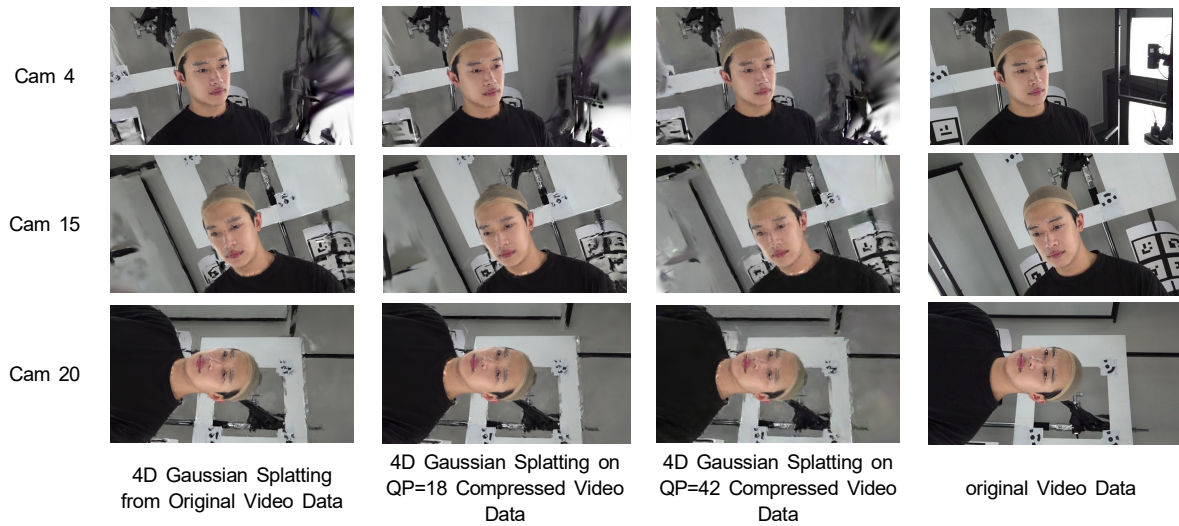 Cam 4
Cam 15
Cam 20
4D Gaussian Splatting
from Original Video Data
4D Gaussian Splatting on
QP=18 Compressed Video
Data
4D Gaussian Splatting on
QP=42 Compressed Video
Data
original Video Data